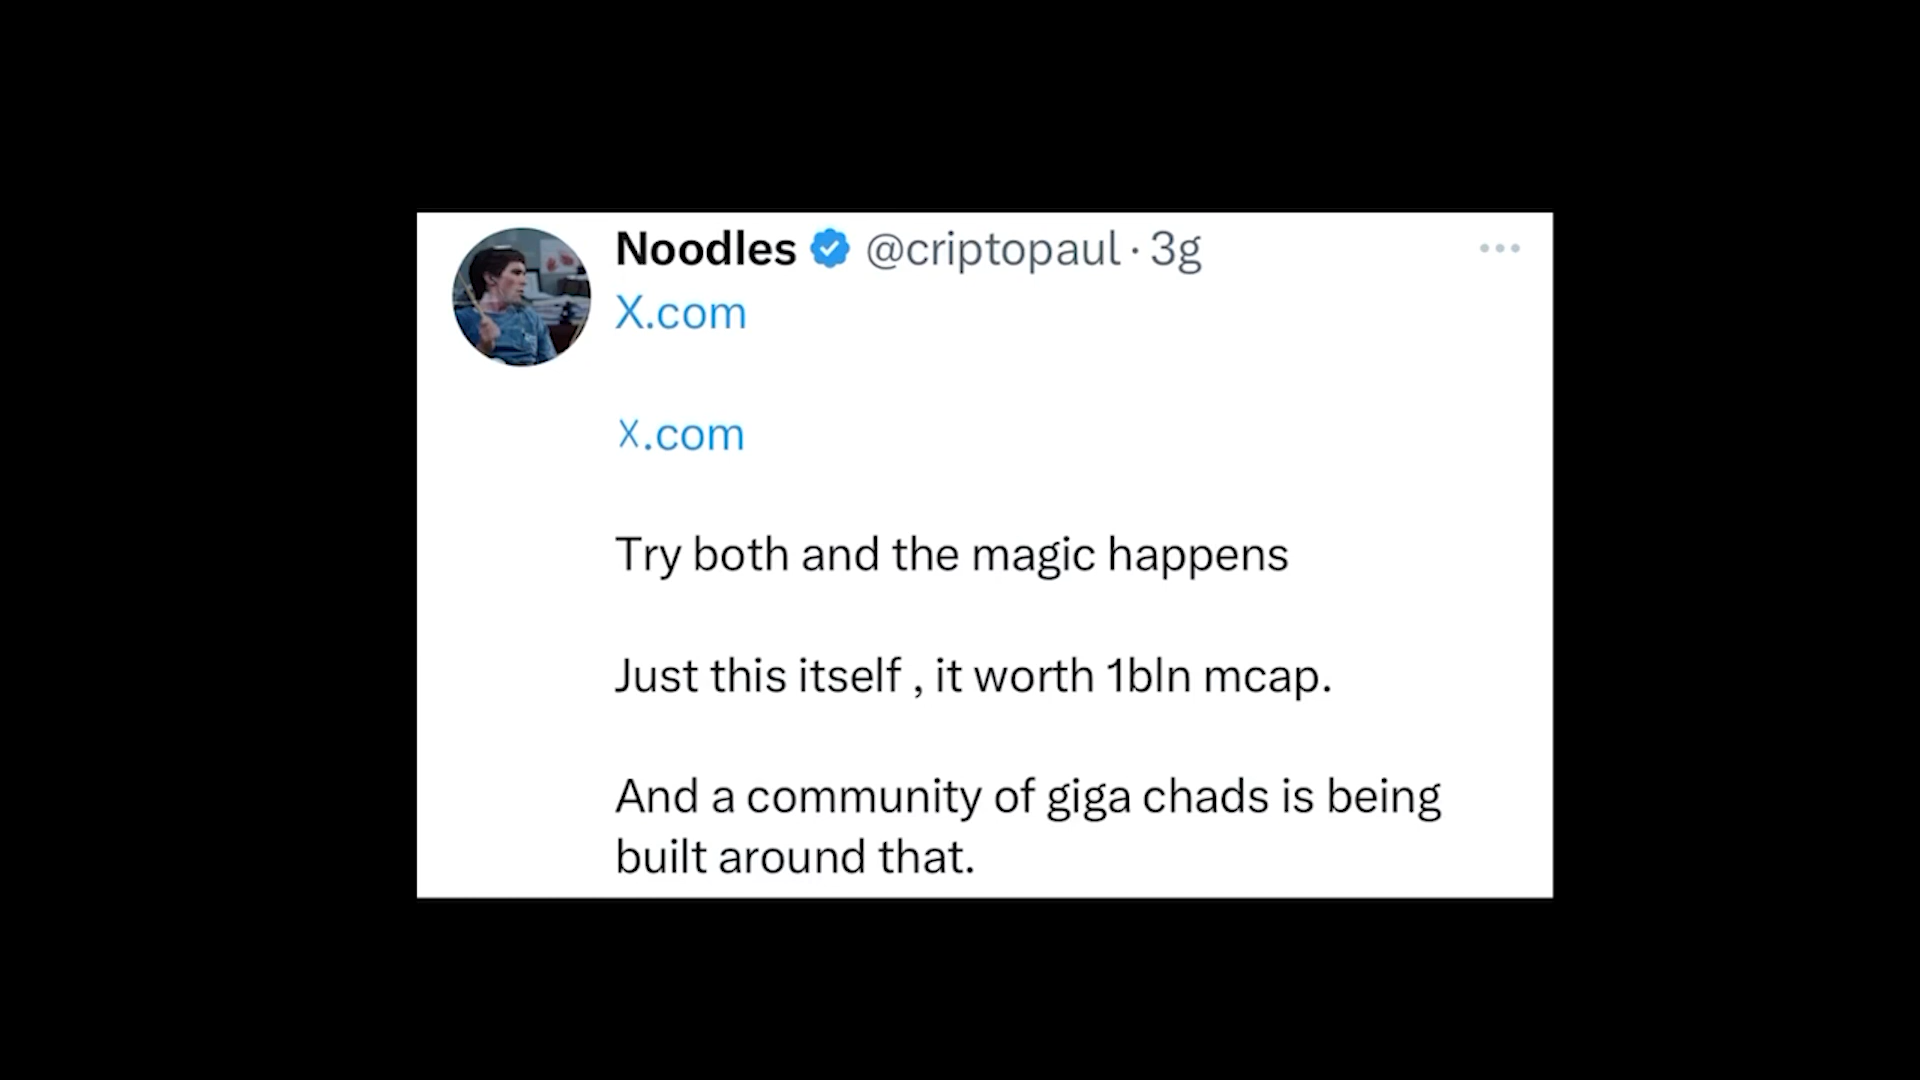 Noodles @criptopaul · 3g
X.com
☓.com
Try both and the magic happens
Just this itself , it worth 1bln mcap.
And a community of giga chads is being
built around that.